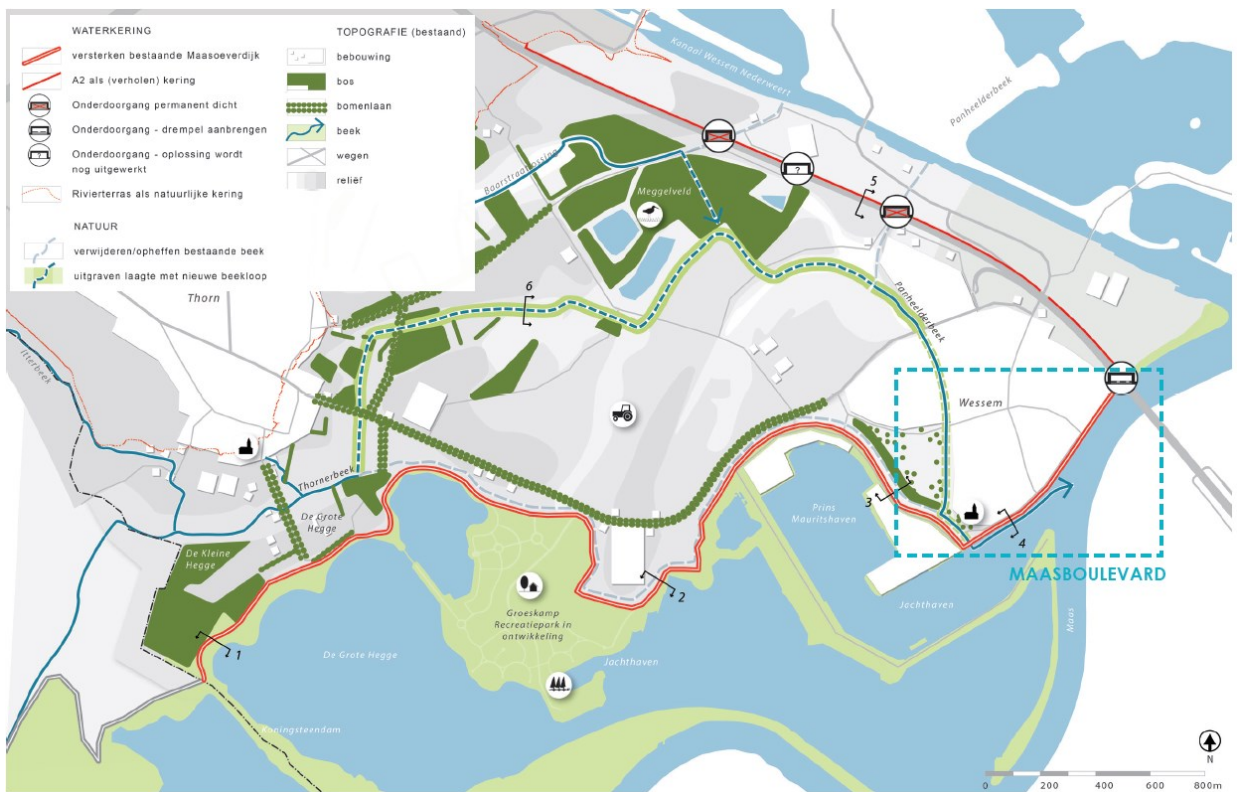 WATERKERING
versterken bestaande Maasoeverdijk
A2 als (verholen) kering
Onderdoorgang permanent dicht
Onderdoorgang - drempel aanbrengen
?
Onderdoorgang - oplossing wordt
nog uitgewerkt
Rivierterras als natuurlijke kering
NATUUR
verwijderen/opheffen bestaande beek
uitgraven laagte met nieuwe beekloop
TOPOGRAFIE (bestaand)
bebouwing
bos
bomenlaan
beek
wegen
reliëf
Kanaal Wessem Nederweert
Panheelderbeek
Baarstraatlossing
Meggelveld
?
5
Thorn
6
Panheelderbeek
Itterbeek
Wessem
Thornerbeek
De Grote
Hegge
3
Prins
Mauritshaven
4
De Kleine
Hegge
MAASBOULEVARD
2
Groeskamp
Recreatiepark in
ontwikkeling
Jachthaven
Maas
1
De Grote Hegge
Jachthaven
Koningsteendam
N
0 200 400 600 800m